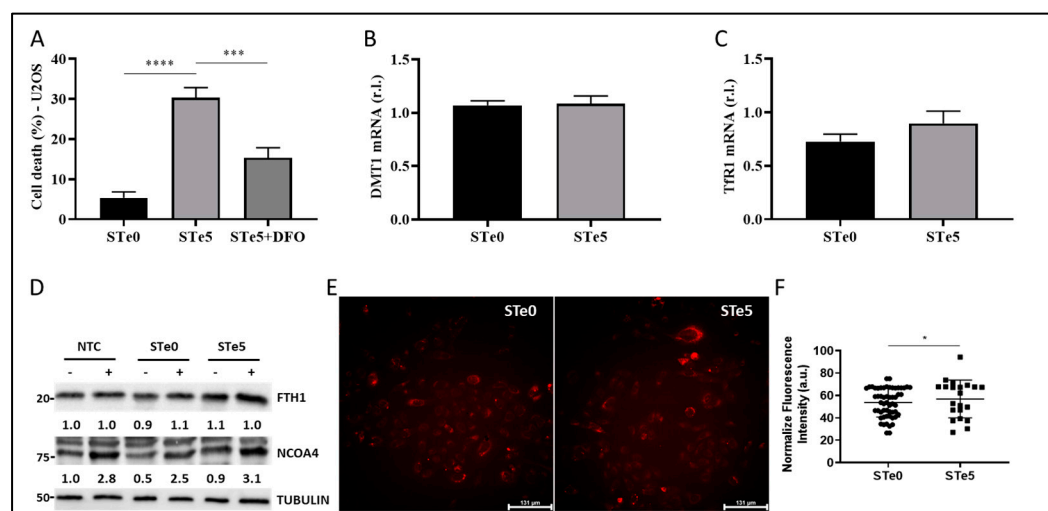 A
Cell death (%) - U2OS
40
30
20
10
0
****
***
STe0
STe5
STe5+DFO
B
DMT1 mRNA (r.l.)
1.5
1.0
0.5
0.0
STe0
STe5
C
TfR1 mRNA (r.l.)
1.5
1.0
0.5
0.0
STe0
STe5
D
NTC STe0 STe5
- + - + - +
20- FTH1
1.0 1.0 0.9 1.1 1.1 1.0
75- NCOA4
1.0 2.8 0.5 2.5 0.9 3.1
50- TUBULIN
E
STe0
131 µm
STe5
131 µm
F
Normalize Fluorescence
Intensity (a.u.)
100
80
60
40
20
0
*
STe0
STe5